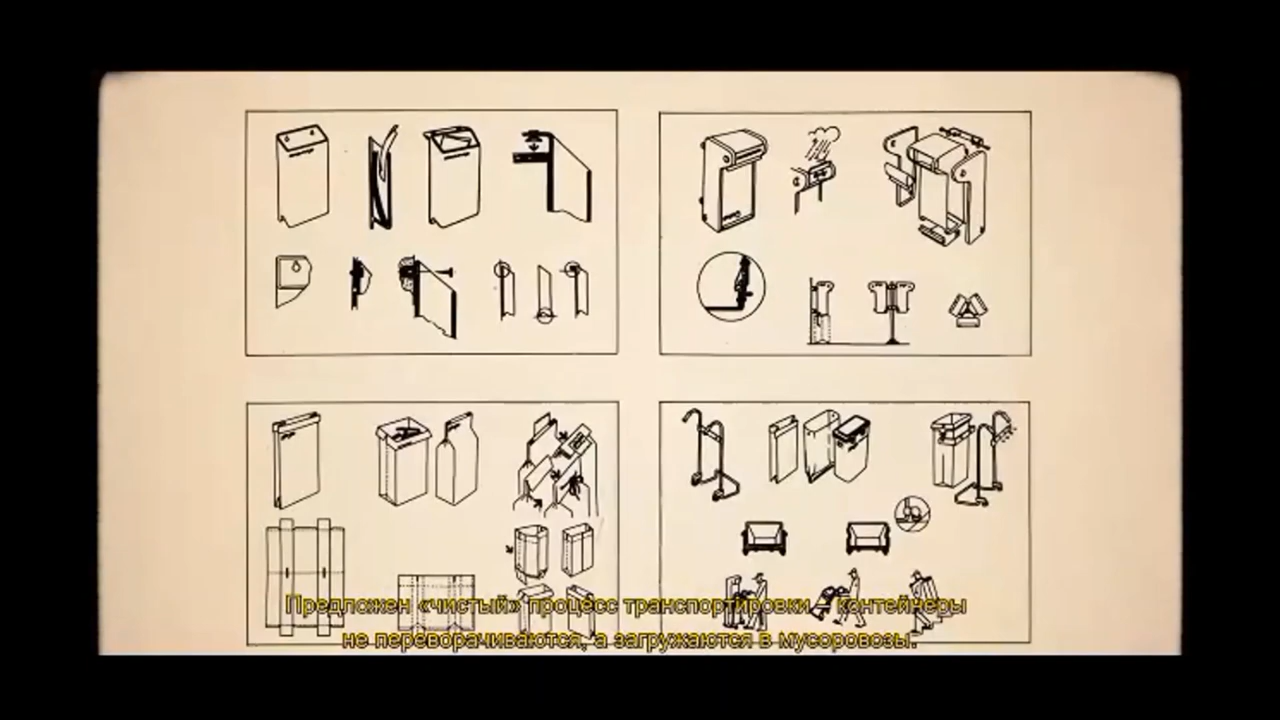 Предложен «чистый» процесс транспортировки – контейнеры
не переворачиваются, а загружаются в мусоровозы.